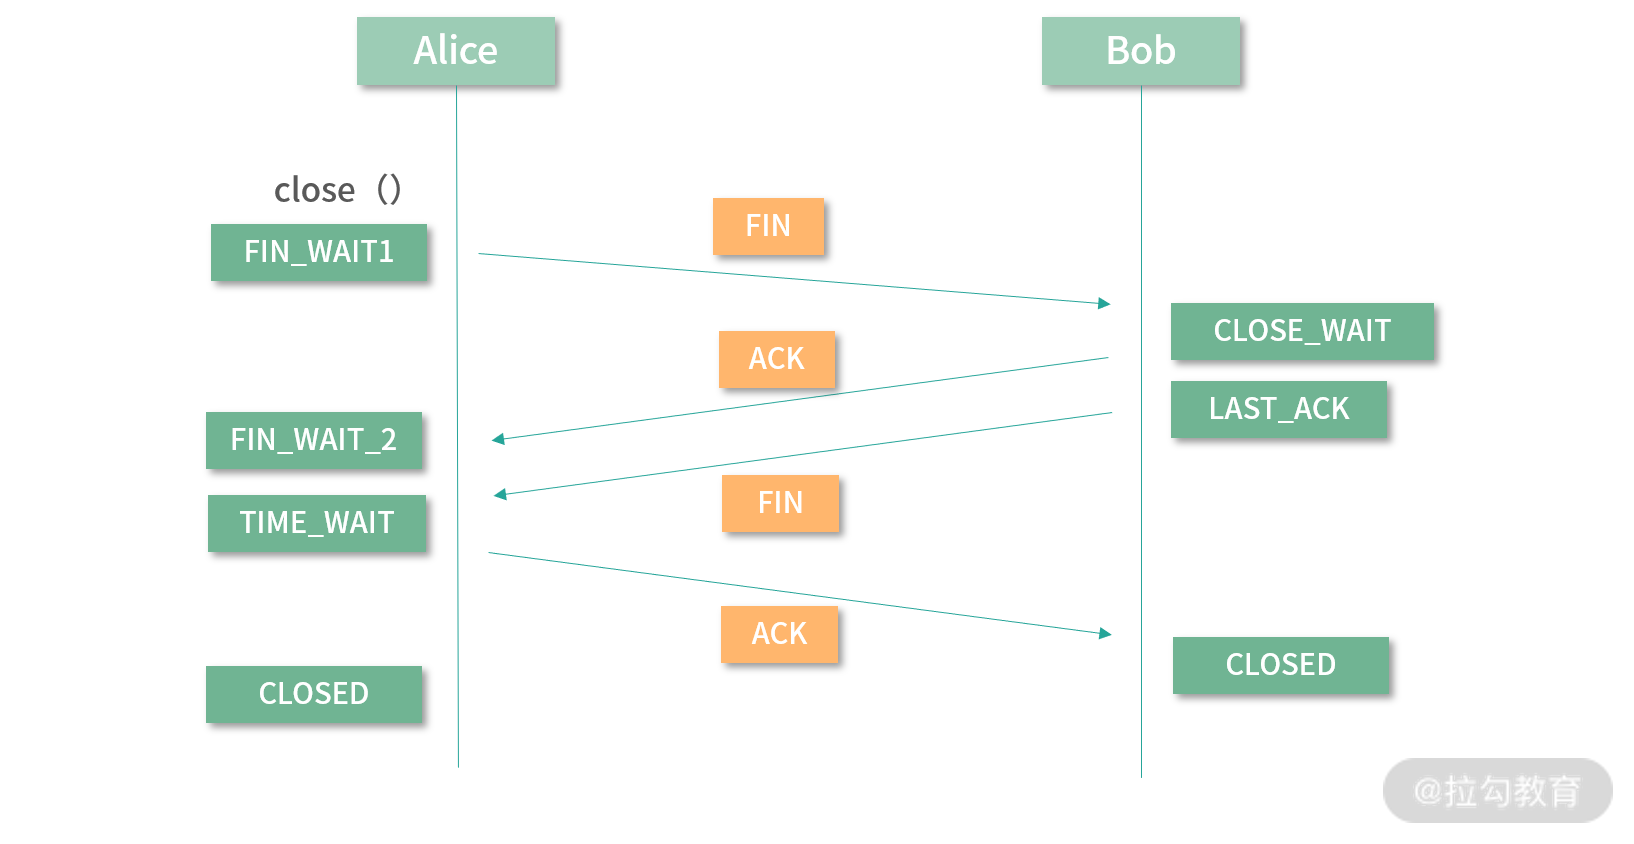 Alice
Bob
close（）
FIN
FIN_WAIT1
CLOSE_WAIT
ACK
LAST_ACK
FIN_WAIT_2
FIN
TIME_WAIT
ACK
CLOSED
CLOSED
@拉勾教育